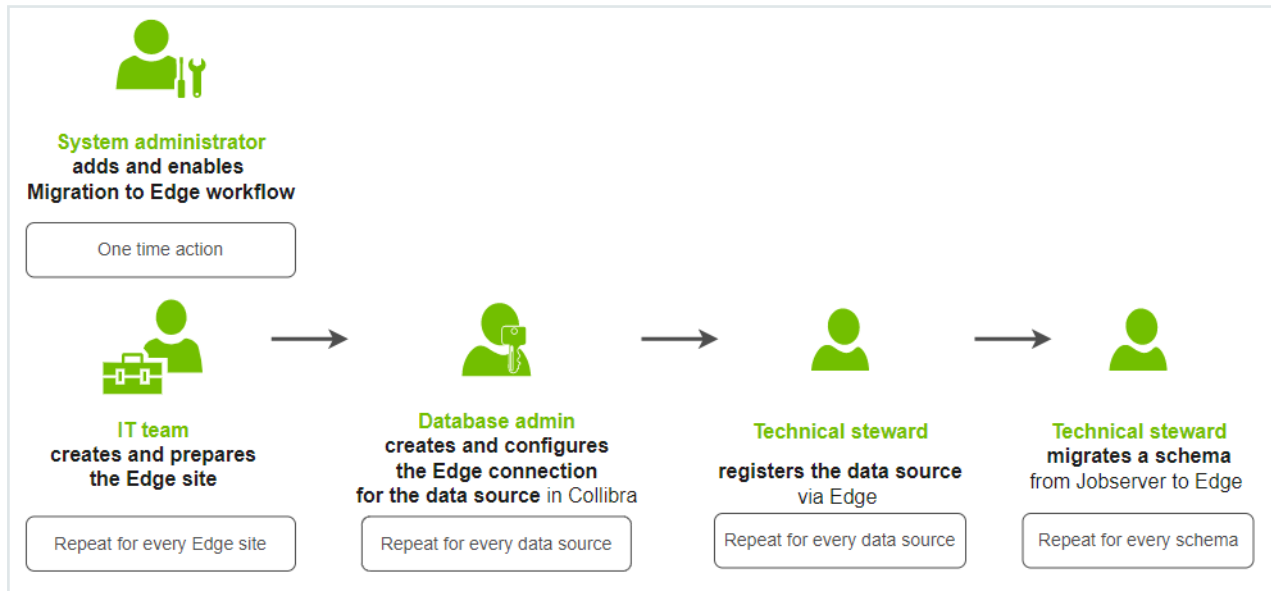 System administrator
adds and enables
Migration to Edge workflow
One time action
IT team
creates and prepares
the Edge site
Repeat for every Edge site
Database admin
creates and configures
the Edge connection
for the data source in Collibra
Repeat for every data source
Technical steward
registers the data source
via Edge
Repeat for every data source
Technical steward
migrates a schema
from Jobserver to Edge
Repeat for every schema